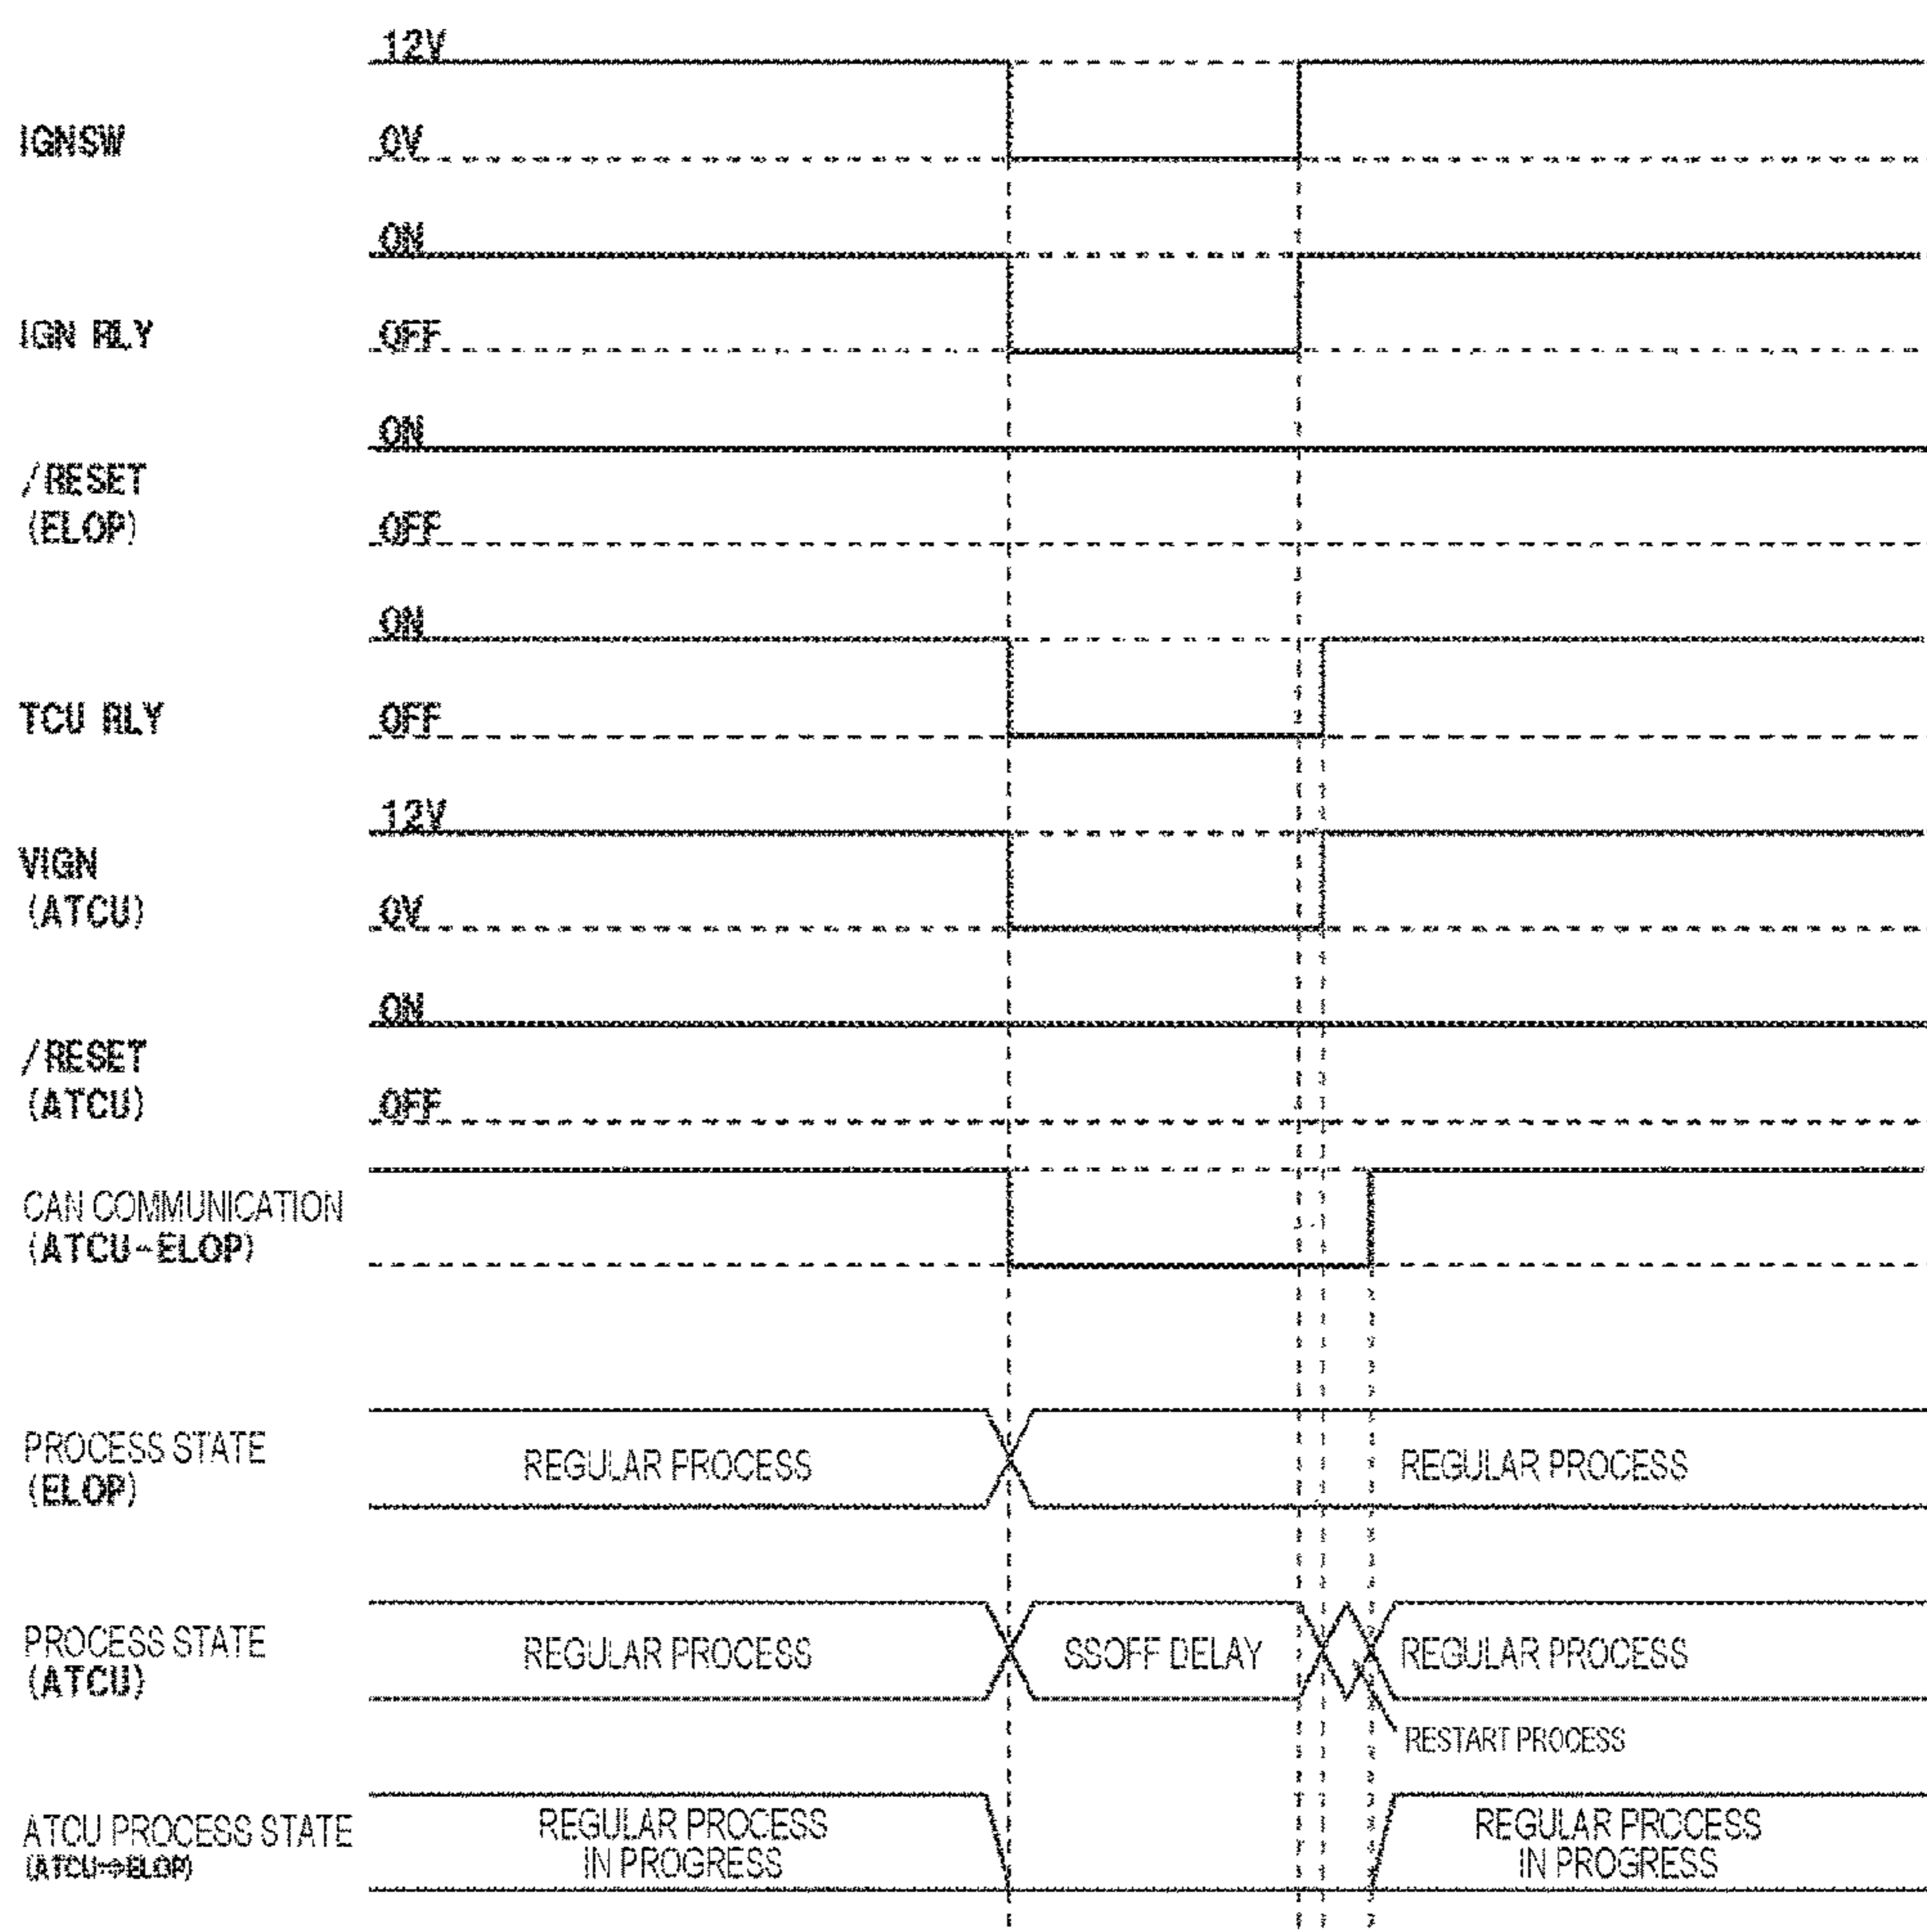 12V
IGNSW
0V
ON
IGN RLY
OFF
ON
/RESET
(ELOP)
OFF
ON
TCU RLY
OFF
12V
VIGN
(ATCU)
0V
ON
/RESET
(ATCU)
OFF
CAN COMMUNICATION
(ATCU-ELOP)
PROCESS STATE
(ELOP)
REGULAR PROCESS
REGULAR PROCESS
PROCESS STATE
(ATCU)
REGULAR PROCESS
SSOFF DELAY
REGULAR PROCESS
RESTART PROCESS
ATCU PROCESS STATE
(ATCU⇒ELOP)
REGULAR PROCESS
IN PROGRESS
REGULAR PROCESS
IN PROGRESS